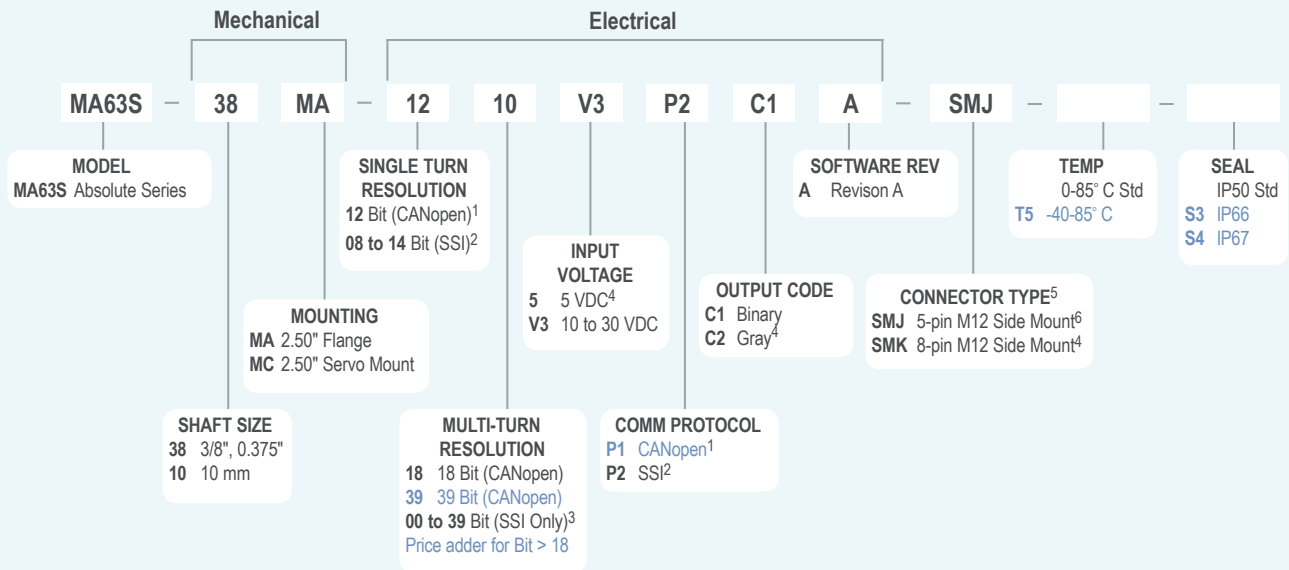 Mechanical
Electrical
MA63S – 38 MA – 12 10 V3 P2 C1 A – SMJ – –
MODEL
MA63S Absolute Series
SINGLE TURN
RESOLUTION
12 Bit (CANopen)1
08 to 14 Bit (SSI)2
SOFTWARE REV
A Revison A
TEMP
0-85° C Std
T5 -40-85° C
SEAL
IP50 Std
S3 IP66
S4 IP67
INPUT
VOLTAGE
5 5 VDC4
V3 10 to 30 VDC
OUTPUT CODE
C1 Binary
C2 Gray4
CONNECTOR TYPE5
SMJ 5-pin M12 Side Mount6
SMK 8-pin M12 Side Mount4
MOUNTING
MA 2.50" Flange
MC 2.50" Servo Mount
SHAFT SIZE
38 3/8", 0.375"
10 10 mm
MULTI-TURN
RESOLUTION
18 18 Bit (CANopen)
39 39 Bit (CANopen)
00 to 39 Bit (SSI Only)3
Price adder for Bit > 18
COMM PROTOCOL
P1 CANopen1
P2 SSI2